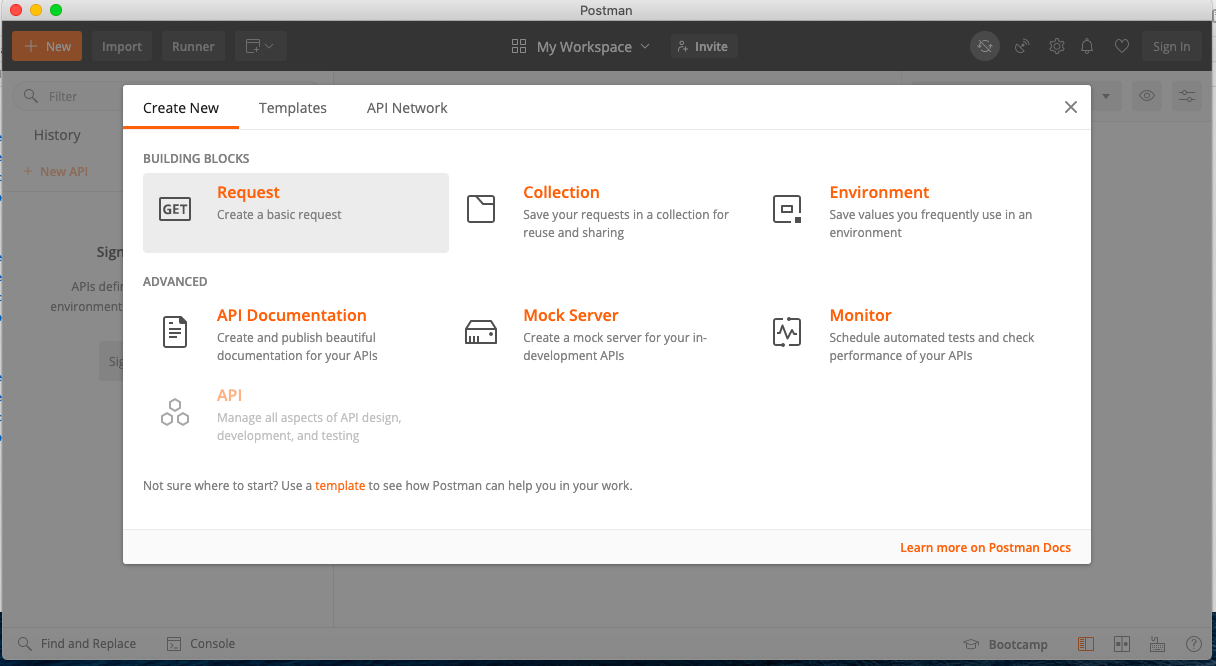 Postman
New
Import
Runner
My Workspace
Invite
Sign In
Filter
History
New API
Create New
Templates
API Network
BUILDING BLOCKS
GET
Request
Create a basic request
Collection
Save your requests in a collection for
reuse and sharing
Environment
Save values you frequently use in an
environment
ADVANCED
API Documentation
Create and publish beautiful
documentation for your APIs
Mock Server
Create a mock server for your in-
development APIs
Monitor
Schedule automated tests and check
performance of your APIs
API
Manage all aspects of API design,
development, and testing
Not sure where to start? Use a template to see how Postman can help you in your work.
Learn more on Postman Docs
Sign
APIs defin
environment
Sig
Find and Replace
Console
Bootcamp